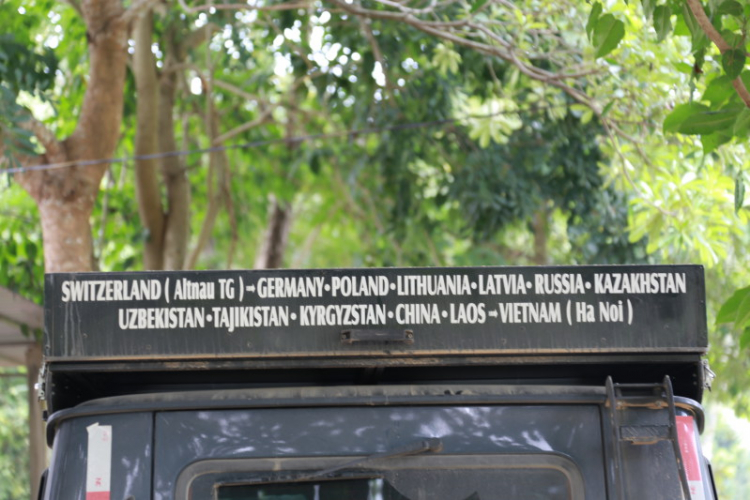 SWITZERLAND ( Altnau TG ) - GERMANY • POLAND • LITHUANIA • LATVIA • RUSSIA • KAZAKHSTAN
UZBEKISTAN • TAJIKISTAN • KYRGYZSTAN • CHINA • LAOS - VIETNAM ( Ha Noi )